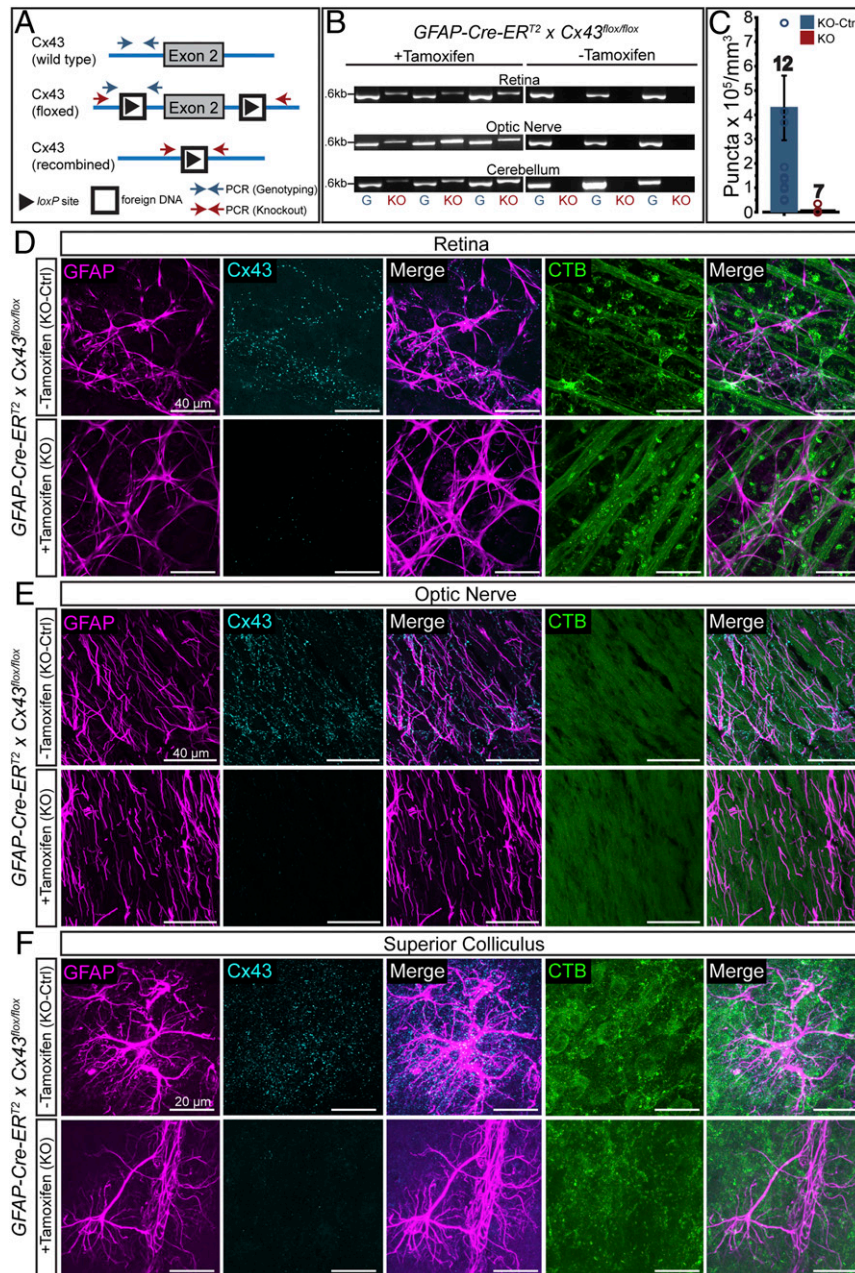 A
Cx43
(wild type)
Exon 2
Cx43
(floxed)
Exon 2
Cx43
(recombined)
loxP site
foreign DNA
PCR (Genotyping)
PCR (Knockout)
B
GFAP-Cre-ER^T2 x Cx43^flox/flox
+Tamoxifen
-Tamoxifen
Retina
.6kb
Optic Nerve
.6kb
Cerebellum
.6kb
G KO G KO G KO G KO G KO G KO
C
KO-Ctrl
KO
Puncta x 10^5/mm^3
8
7
6
5
4
3
2
1
0
12
7
D
Retina
GFAP-Cre-ER^T2 x Cx43^flox/flox
-Tamoxifen (KO-Ctrl)
GFAP
Cx43
Merge
CTB
Merge
40 µm
+Tamoxifen (KO)
E
Optic Nerve
GFAP-Cre-ER^T2 x Cx43^flox/flox
-Tamoxifen (KO-Ctrl)
GFAP
Cx43
Merge
CTB
Merge
40 µm
+Tamoxifen (KO)
F
Superior Colliculus
GFAP-Cre-ER^T2 x Cx43^flox/flox
-Tamoxifen (KO-Ctrl)
GFAP
Cx43
Merge
CTB
Merge
20 µm
+Tamoxifen (KO)